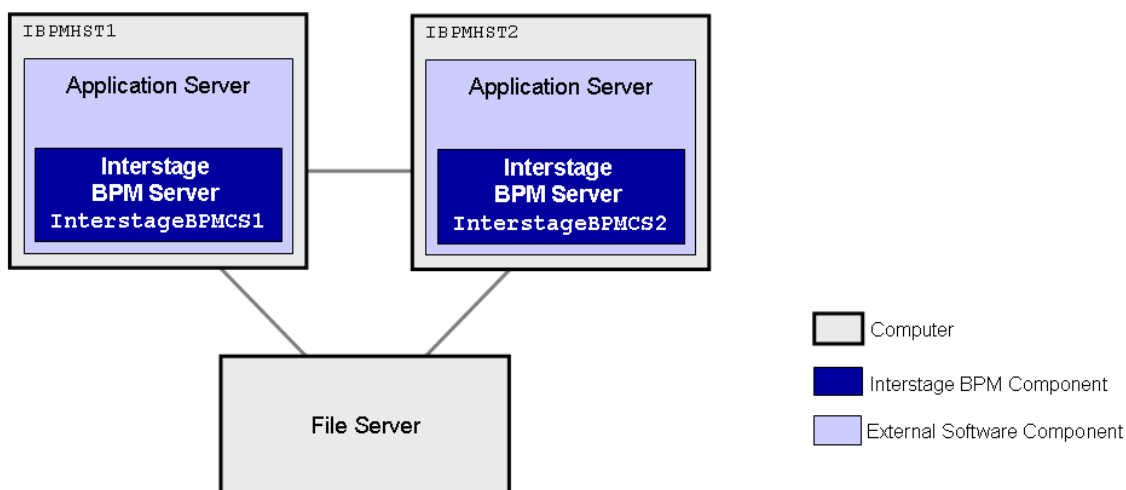 IBPMHST1
Application Server
Interstage
BPM Server
InterstageBPMCS1
IBPMHST2
Application Server
Interstage
BPM Server
InterstageBPMCS2
File Server
Computer
Interstage BPM Component
External Software Component